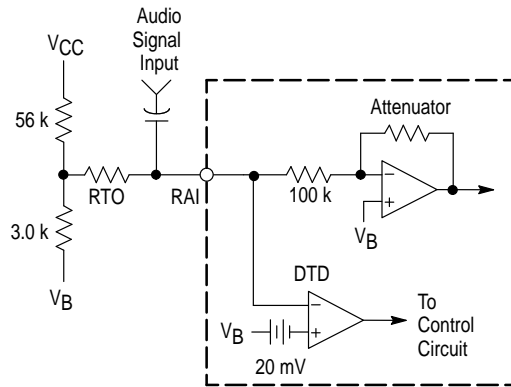 Audio
Signal
Input
VCC
56 k
RTO
RAI
3.0 k
VB
Attenuator
100 k
−
+
VB
DTD
−
+
VB
20 mV
To
Control
Circuit